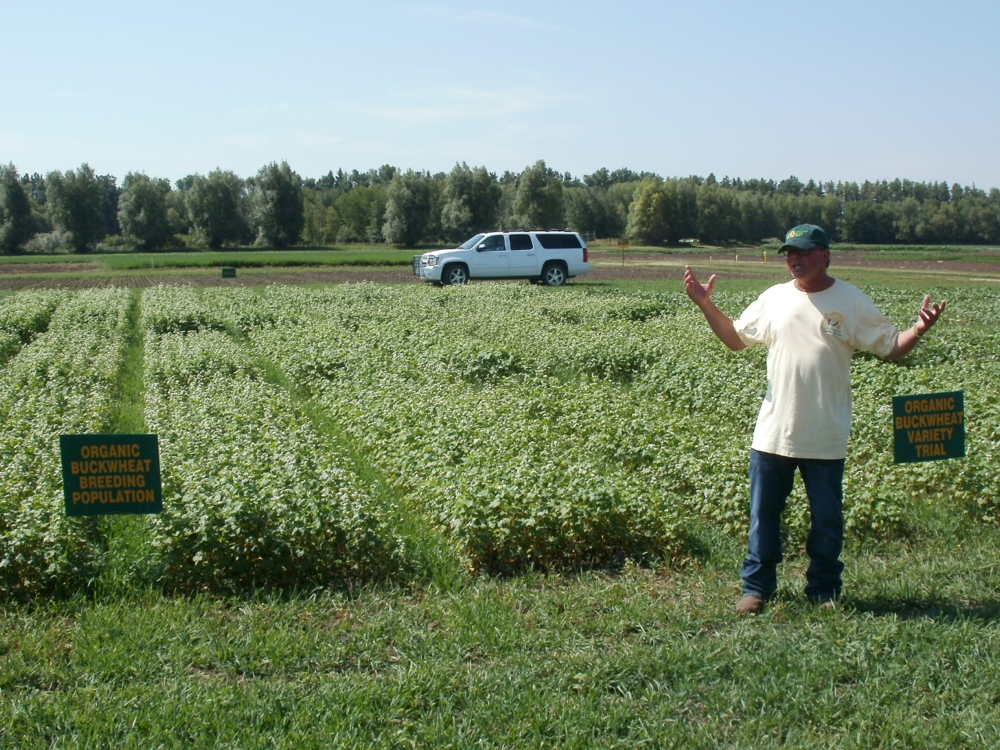 ORGANIC
BUCKWHEAT
BREEDING
POPULATION
ORGANIC
BUCKWHEAT
VARIETY
TRIAL